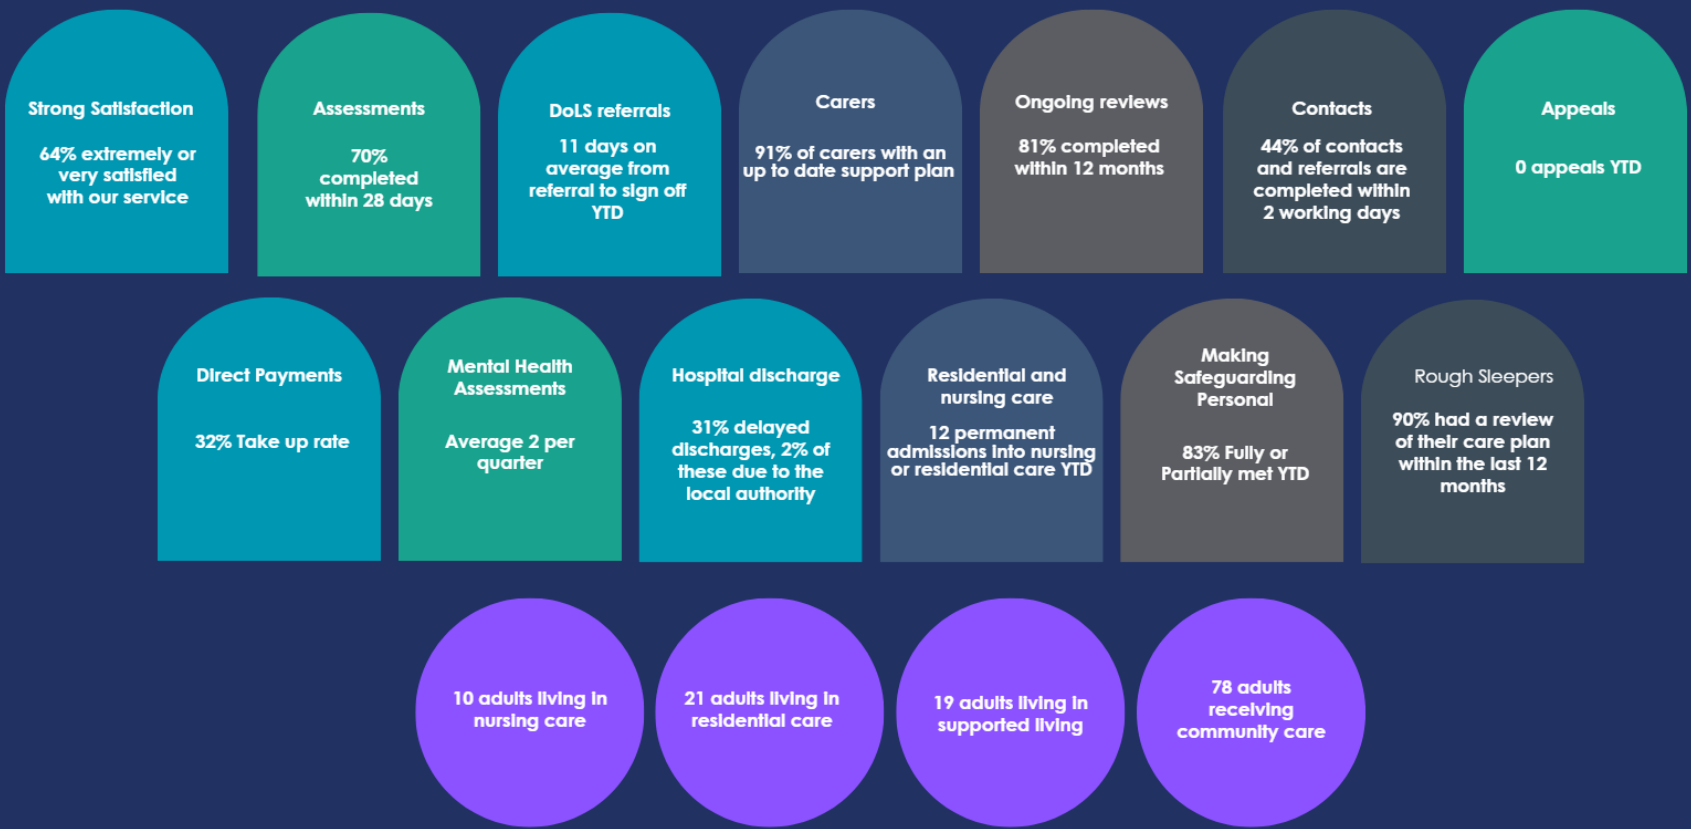 Strong Satisfaction
64% extremely or
very satisfied
with our service
Assessments
70%
completed
within 28 days
DoLS referrals
11 days on
average from
referral to sign off
YTD
Carers
91% of carers with an
up to date support plan
Ongoing reviews
81% completed
within 12 months
Contacts
44% of contacts
and referrals are
completed within
2 working days
Appeals
0 appeals YTD
Direct Payments
32% Take up rate
Mental Health
Assessments
Average 2 per
quarter
Hospital discharge
31% delayed
discharges, 2% of
these due to the
local authority
Residential and
nursing care
12 permanent
admissions into nursing
or residential care YTD
Making
Safeguarding
Personal
83% Fully or
Partially met YTD
Rough Sleepers
90% had a review
of their care plan
within the last 12
months
10 adults living in
nursing care
21 adults living in
residential care
19 adults living in
supported living
78 adults
receiving
community care